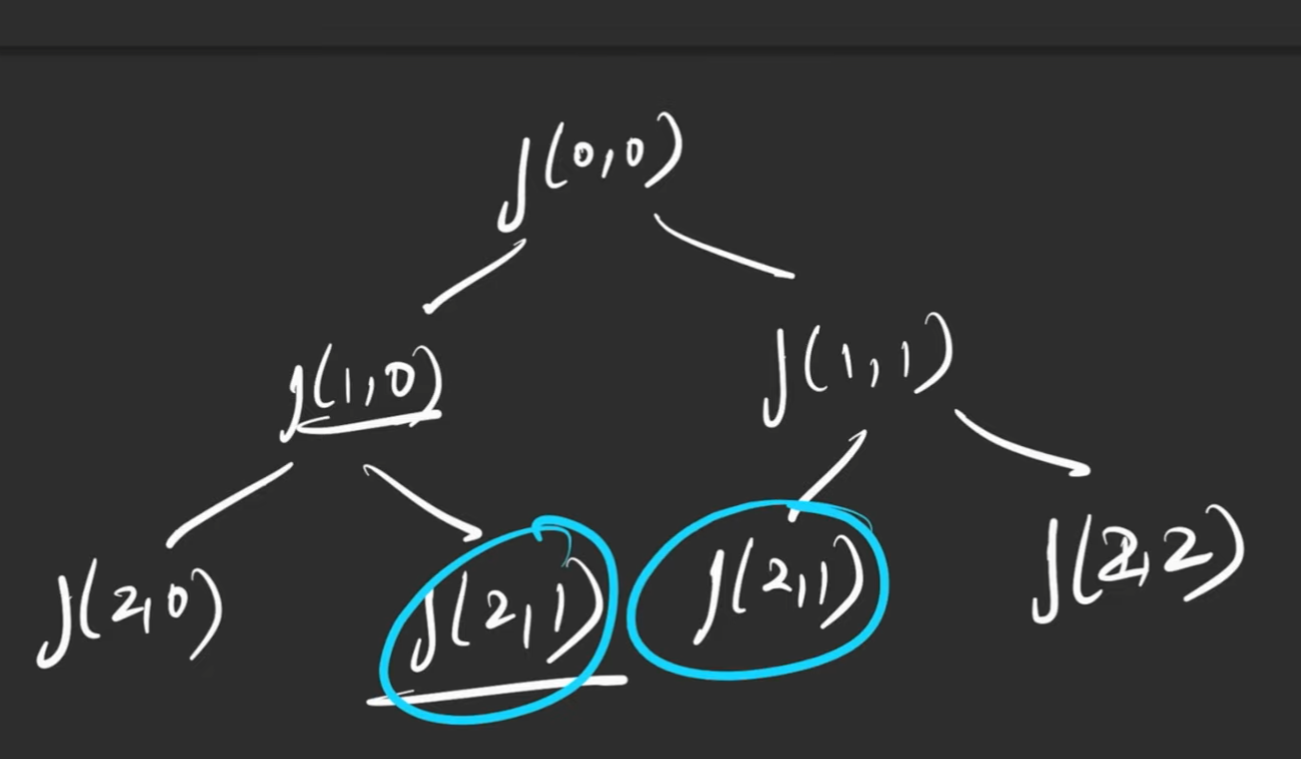 f(0,0)
f(1,0) f(1,1)
f(2,0) f(2,1) f(2,1) f(2,2)